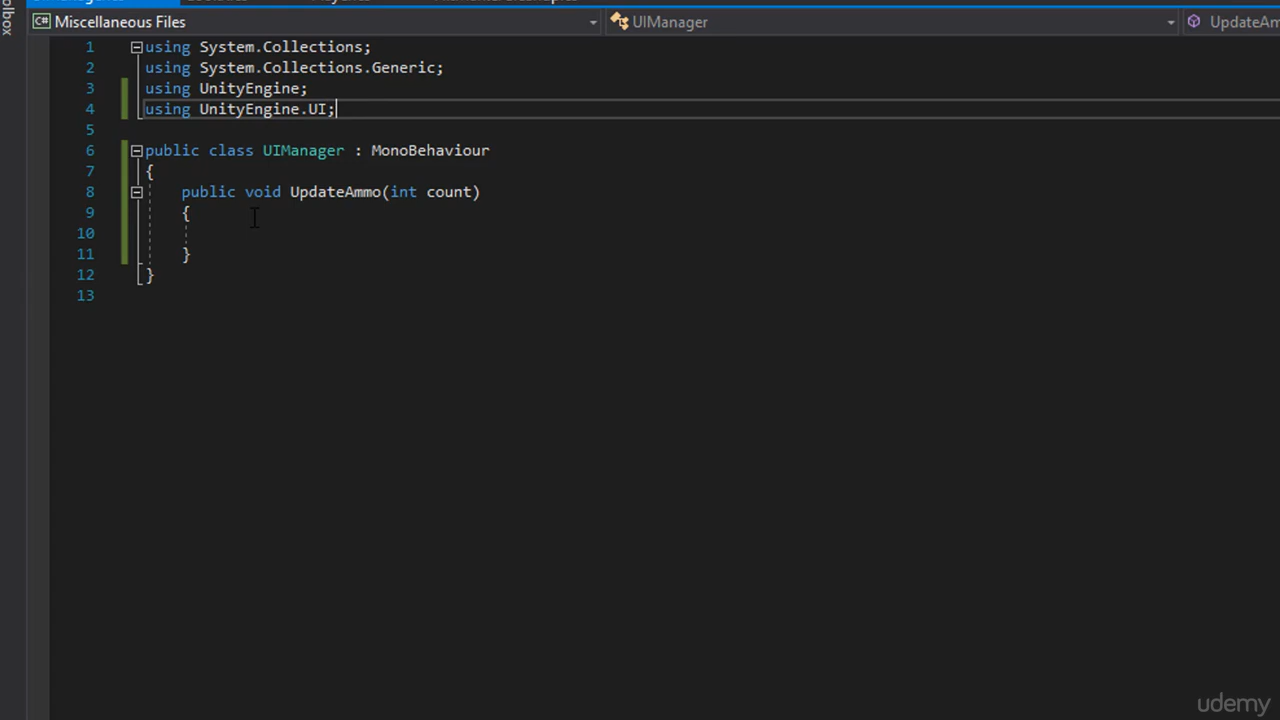 Miscellaneous Files
UIManager
UpdateAm
1 using System.Collections;
2 using System.Collections.Generic;
3 using UnityEngine;
4 using UnityEngine.UI;
5
6 public class UIManager : MonoBehaviour
7 {
8 public void UpdateAmmo(int count)
9 {
10
11 }
12 }
13
udemy